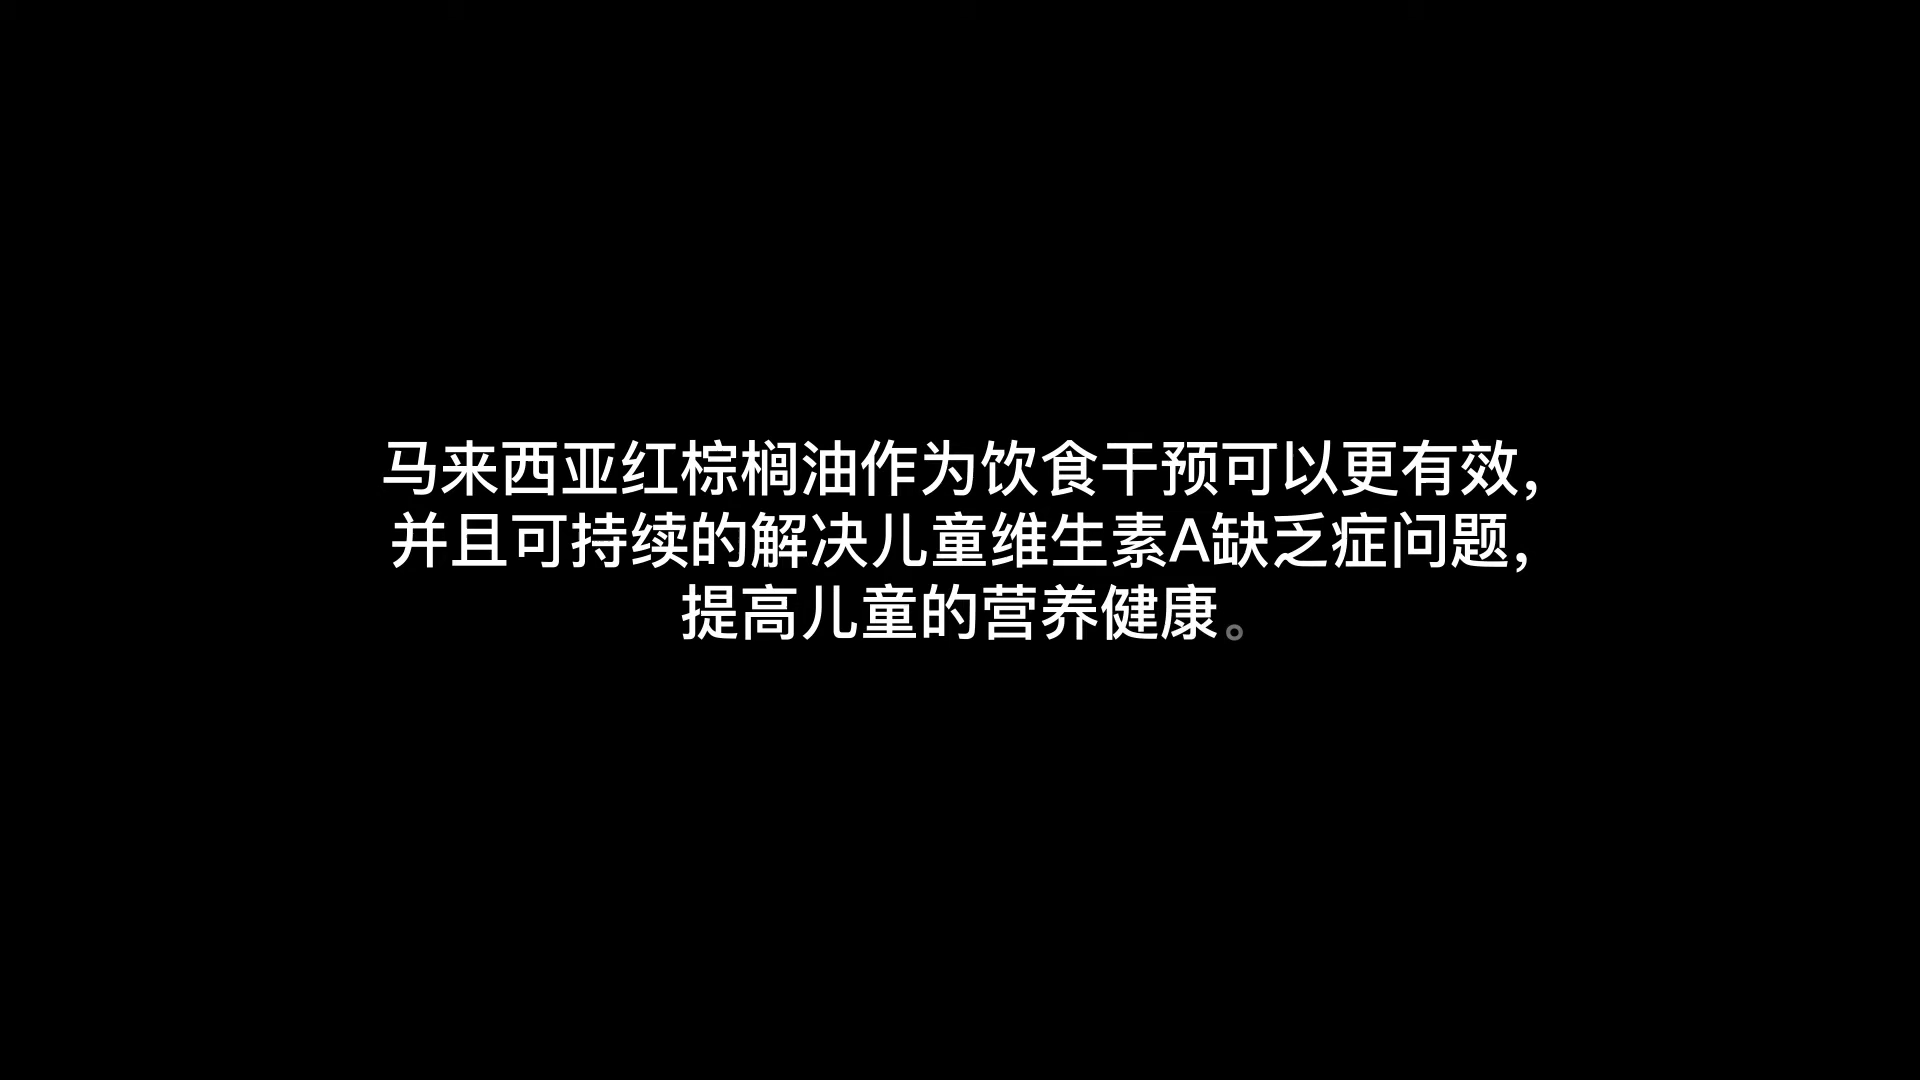 马来西亚红棕榈油作为饮食干预可以更有效，
并且可持续的解决儿童维生素A缺乏症问题，
提高儿童的营养健康。